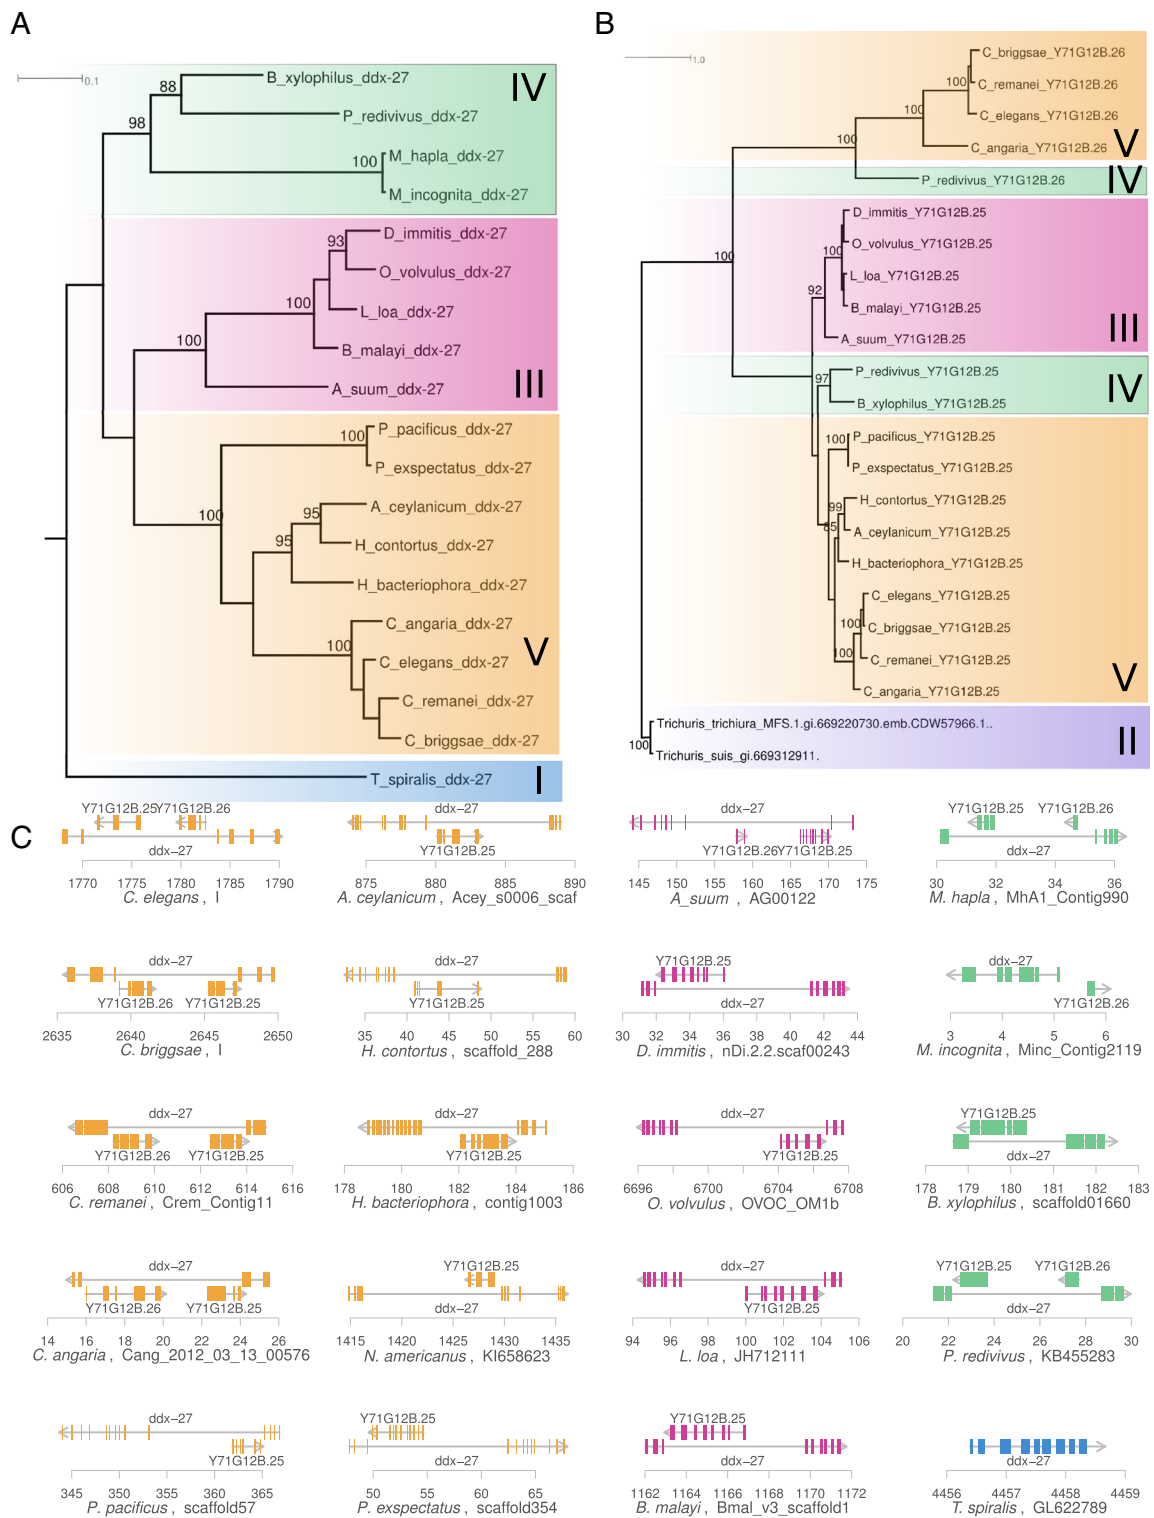 A
0.1
B_xylophilus_ddx-27
IV
88
P_redivivus_ddx-27
98
M_hapla_ddx-27
100
M_incognita_ddx-27
D_immitis_ddx-27
93
O_volvulus_ddx-27
100
L_loa_ddx-27
100
B_malayi_ddx-27
III
A_suum_ddx-27
P_pacificus_ddx-27
100
P_exspectatus_ddx-27
A_ceylanicum_ddx-27
95
100
H_contortus_ddx-27
95
H_bacteriophora_ddx-27
C_angaria_ddx-27
100
V
C_elegans_ddx-27
C_remanei_ddx-27
C_briggsae_ddx-27
T_spiralis_ddx-27
I
B
1.0
C_briggsae_Y71G12B.26
100
C_remanei_Y71G12B.26
100
C_elegans_Y71G12B.26
100
C_angaria_Y71G12B.26
V
P_redivivus_Y71G12B.26
IV
D_immitis_Y71G12B.25
O_volvulus_Y71G12B.25
100
100
L_loa_Y71G12B.25
92
B_malayi_Y71G12B.25
III
A_suum_Y71G12B.25
P_redivivus_Y71G12B.25
97
IV
B_xylophilus_Y71G12B.25
P_pacificus_Y71G12B.25
100
P_exspectatus_Y71G12B.25
H_contortus_Y71G12B.25
99
85
A_ceylanicum_Y71G12B.25
H_bacteriophora_Y71G12B.25
C_elegans_Y71G12B.25
100
C_briggsae_Y71G12B.25
100
C_remanei_Y71G12B.25
V
C_angaria_Y71G12B.25
Trichuris_trichiura_MFS.1.gi.669220730.emb.CDW57966.1..
II
100
Trichuris_suis_gi.669312911.
C
Y71G12B.25 Y71G12B.26
ddx–27
1770 1775 1780 1785 1790
C. elegans , I
ddx–27
Y71G12B.25
875 880 885 890
A. ceylanicum , Acey_s0006_scaf
ddx–27
Y71G12B.26 Y71G12B.25
145 150 155 160 165 170 175
A_suum , AG00122
Y71G12B.25 Y71G12B.26
ddx–27
30 32 34 36
M. hapla , MhA1_Contig990
ddx–27
Y71G12B.26 Y71G12B.25
2635 2640 2645 2650
C. briggsae , I
ddx–27
Y71G12B.25
35 40 45 50 55 60
H. contortus , scaffold_288
Y71G12B.25
ddx–27
30 32 34 36 38 40 42 44
D. immitis , nDi.2.2.scaf00243
ddx–27
Y71G12B.26
3 4 5 6
M. incognita , Minc_Contig2119
ddx–27
Y71G12B.26 Y71G12B.25
606 608 610 612 614 616
C. remanei , Crem_Contig11
ddx–27
Y71G12B.25
178 180 182 184 186
H. bacteriophora , contig1003
ddx–27
Y71G12B.25
6696 6700 6704 6708
O. volvulus , OVOC_OM1b
Y71G12B.25
ddx–27
178 179 180 181 182 183
B. xylophilus , scaffold01660
ddx–27
Y71G12B.26 Y71G12B.25
14 16 18 20 22 24 26
C. angaria , Cang_2012_03_13_00576
Y71G12B.25
ddx–27
1415 1420 1425 1430 1435
N. americanus , KI658623
ddx–27
Y71G12B.25
94 96 98 100 102 104 106
L. loa , JH712111
Y71G12B.25 Y71G12B.26
ddx–27
20 22 24 26 28 30
P. redivivus , KB455283
ddx–27
Y71G12B.25
345 350 355 360 365
P. pacificus , scaffold57
Y71G12B.25
ddx–27
50 55 60 65
P. exspectatus , scaffold354
Y71G12B.25
ddx–27
1162 1164 1166 1168 1170 1172
B. malayi , Bmal_v3_scaffold1
ddx–27
4456 4457 4458 4459
T. spiralis , GL622789